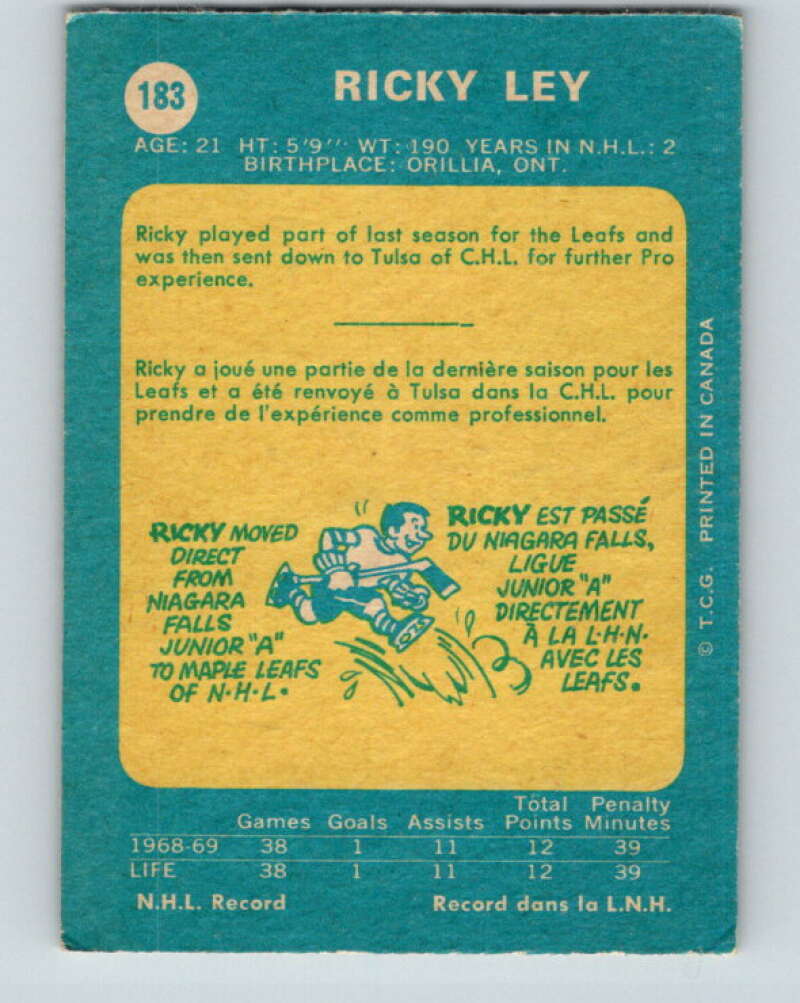 183
RICKY LEY
AGE: 21 HT: 5'9" WT: 190 YEARS IN N.H.L.: 2
BIRTHPLACE: ORILLIA, ONT.
Ricky played part of last season for the Leafs and
was then sent down to Tulsa of C.H.L. for further Pro
experience.
Ricky a joué une partie de la dernière saison pour les
Leafs et a été renvoyé à Tulsa dans la C.H.L. pour
prendre de l'expérience comme professionnel.
RICKY MOVED
DIRECT
FROM
NIAGARA
FALLS
JUNIOR "A"
TO MAPLE LEAFS
OF N·H·L·
RICKY EST PASSÉ
DU NIAGARA FALLS,
LIGUE
JUNIOR "A"
DIRECTEMENT
À LA L·H·N·
AVEC LES
LEAFS.
© T.C.G. PRINTED IN CANADA
Games Goals Assists Total Points Penalty Minutes
1968-69 38 1 11 12 39
LIFE 38 1 11 12 39
N.H.L. Record Record dans la L.N.H.